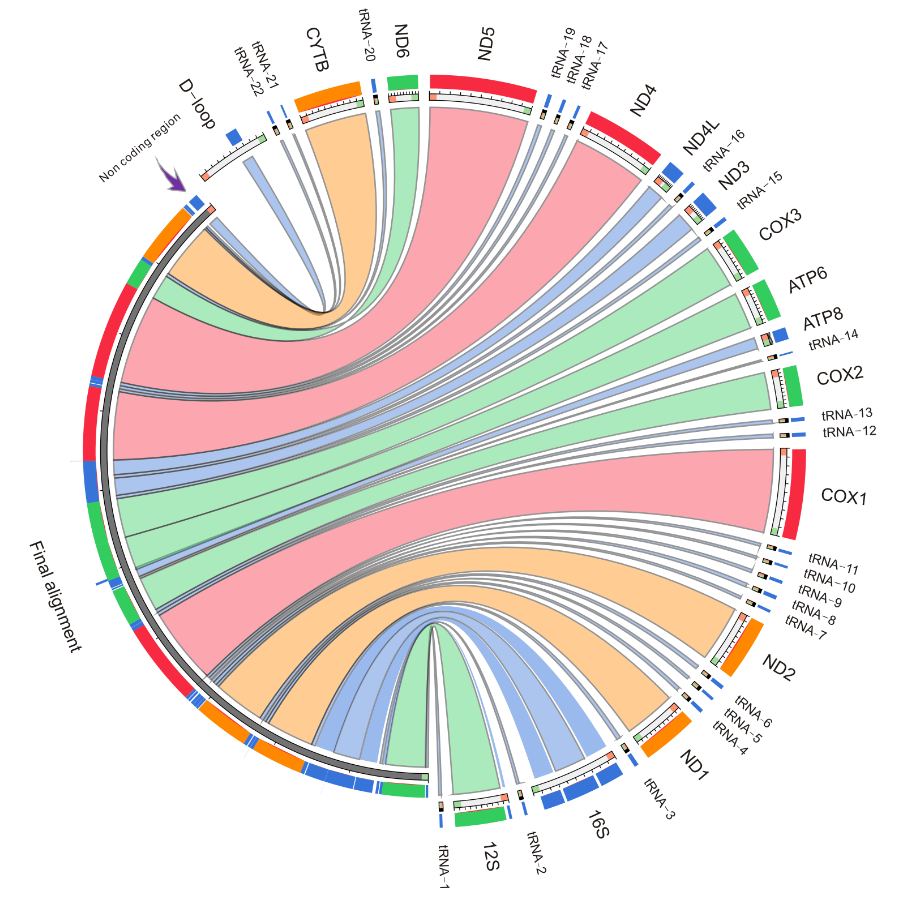 Non coding region
D-loop
tRNA-22
tRNA-21
CYTB
tRNA-20
ND6
ND5
tRNA-19
tRNA-18
tRNA-17
ND4
ND4L
tRNA-16
ND3
tRNA-15
COX3
ATP6
ATP8
tRNA-14
COX2
tRNA-13
tRNA-12
COX1
tRNA-11
tRNA-10
tRNA-9
tRNA-8
tRNA-7
ND2
tRNA-6
tRNA-5
tRNA-4
ND1
tRNA-3
16S
tRNA-2
12S
tRNA-1
Final alignment